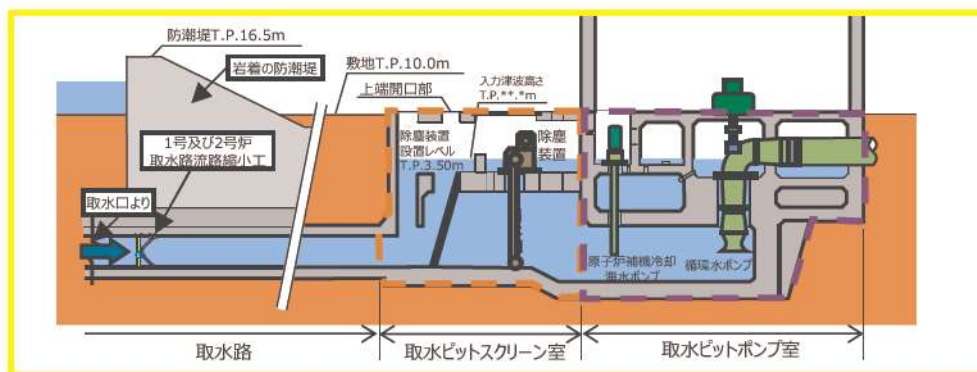 防潮堤T.P.16.5m
岩着の防潮堤
敷地T.P.10.0m
上端開口部
入力津波高さ
T.P.**.*m
除塵装置
設置レベル
T.P.3.50m
除塵
装置
1号及び2号炉
取水路流路縮小工
取水口より
原子炉補機冷却
海水ポンプ
循環水ポンプ
取水路
取水ピットスクリーン室
取水ピットポンプ室